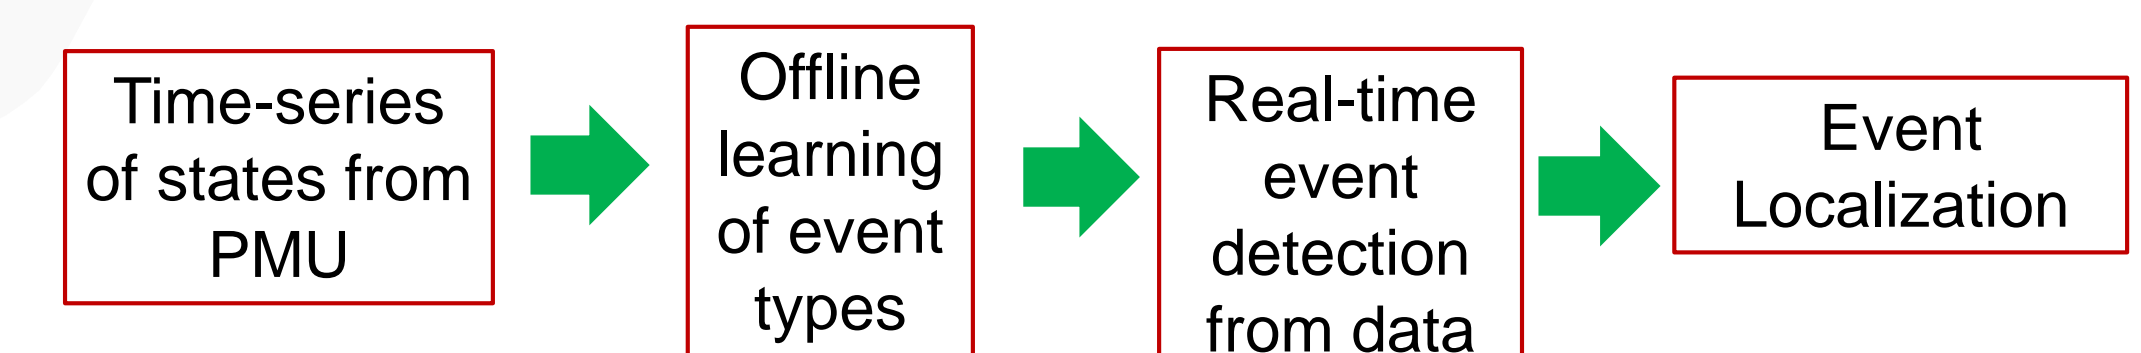 Time-series
of states from
PMU
Offline
learning
of event
types
Real-time
event
detection
from data
Event
Localization